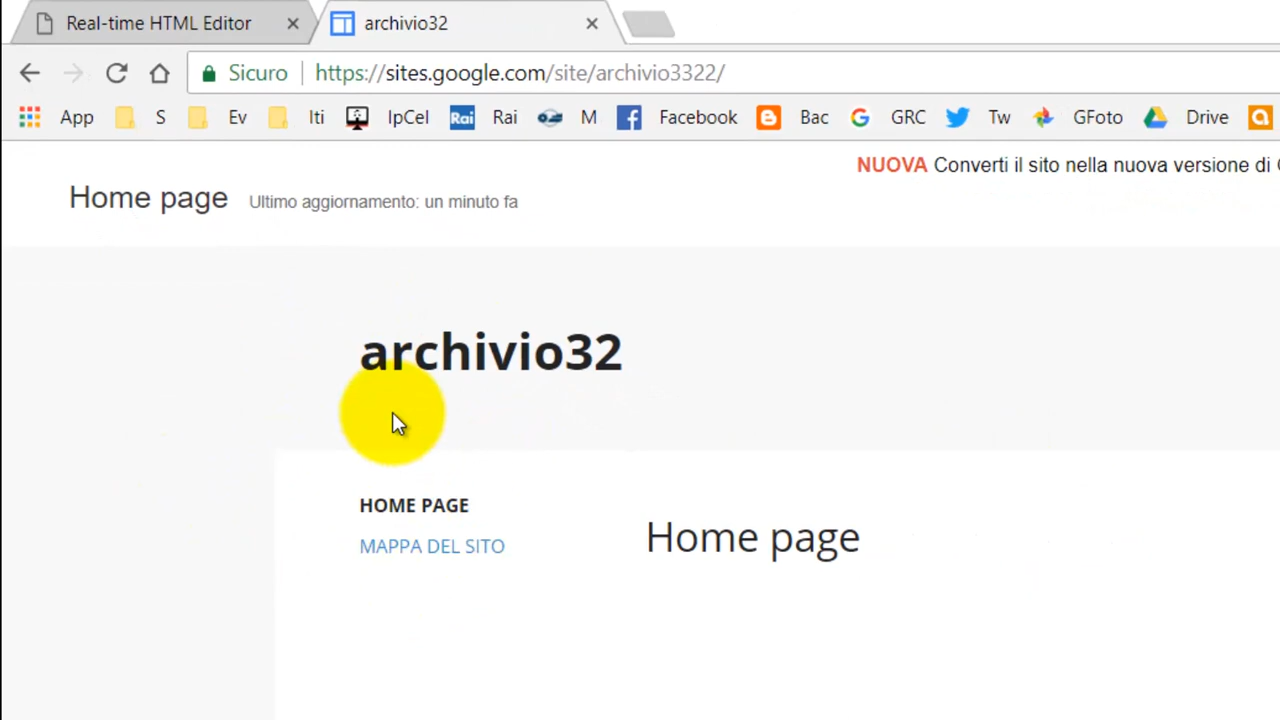 Real-time HTML Editor
archivio32
Sicuro https://sites.google.com/site/archivio3322/
App S Ev Iti IpCel Rai Rai M Facebook Bac GRC Tw GFoto Drive
NUOVA Converti il sito nella nuova versione di
Home page Ultimo aggiornamento: un minuto fa
archivio32
HOME PAGE
Home page
MAPPA DEL SITO